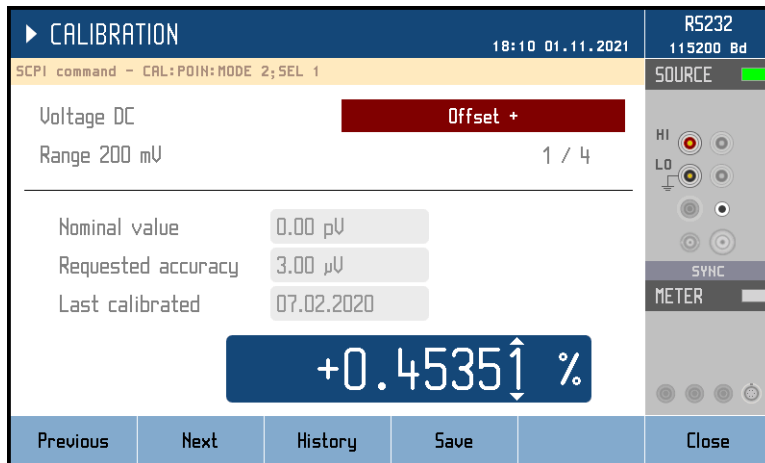 CALIBRATION
18:10 01.11.2021
RS232
115200 Bd
SCPI command - CAL:POIN:MODE 2;SEL 1
SOURCE
Voltage DC
Offset +
Range 200 mV
1 / 4
HI
LO
Nominal value
0.00 pV
Requested accuracy
3.00 µV
SYNC
Last calibrated
07.02.2020
METER
+0.45351 %
Previous
Next
History
Save
Close